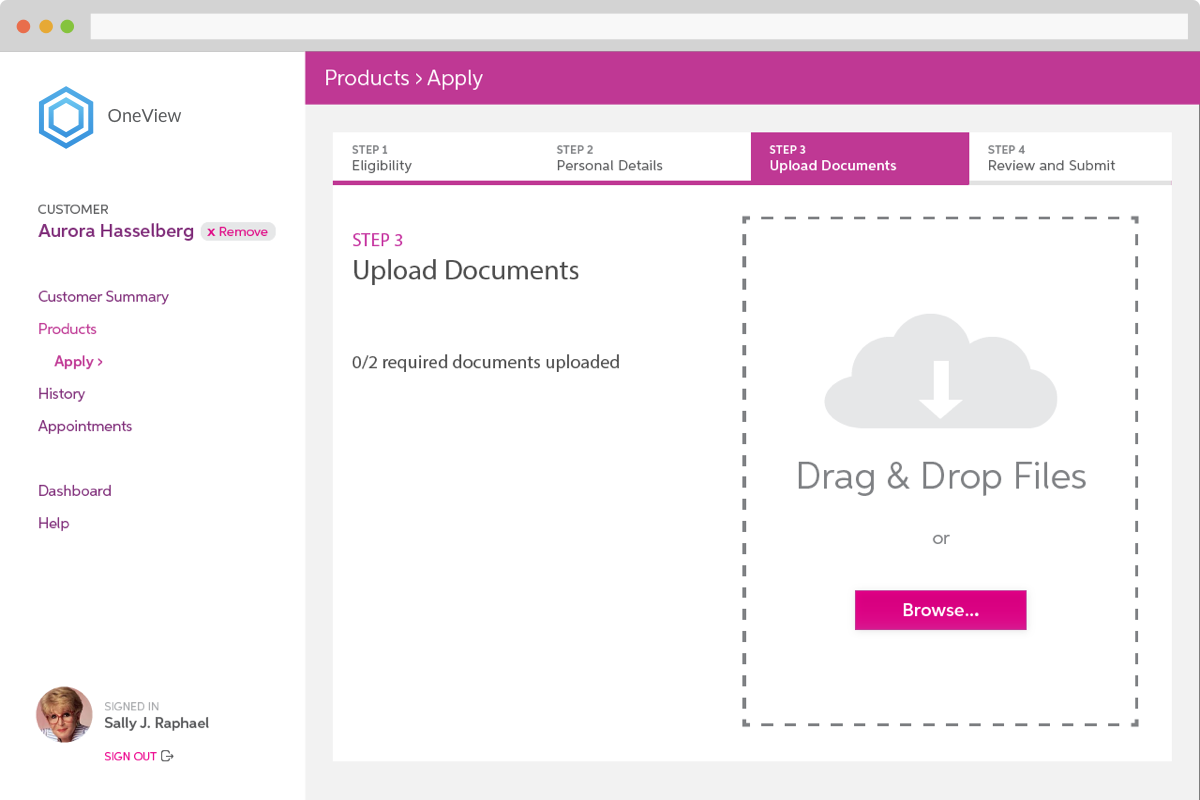 OneView
CUSTOMER
Aurora Hasselberg x Remove
Customer Summary
Products
Apply ›
History
Appointments
Dashboard
Help
SIGNED IN
Sally J. Raphael
SIGN OUT
Products › Apply
STEP 1
Eligibility
STEP 2
Personal Details
STEP 3
Upload Documents
STEP 4
Review and Submit
STEP 3
Upload Documents
0/2 required documents uploaded
Drag & Drop Files
or
Browse...